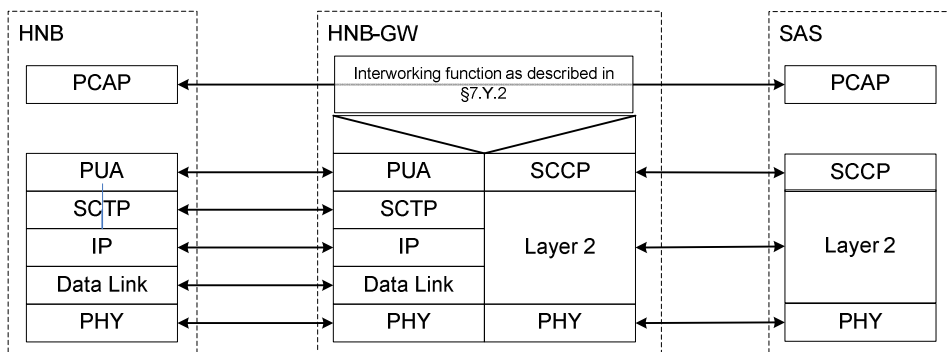 HNB
HNB-GW
SAS
PCAP
Interworking function as described in
§7.Y.2
PCAP
PUA
PUA
SCCP
SCCP
SCTP
SCTP
IP
IP
Layer 2
Layer 2
Data Link
Data Link
PHY
PHY
PHY
PHY